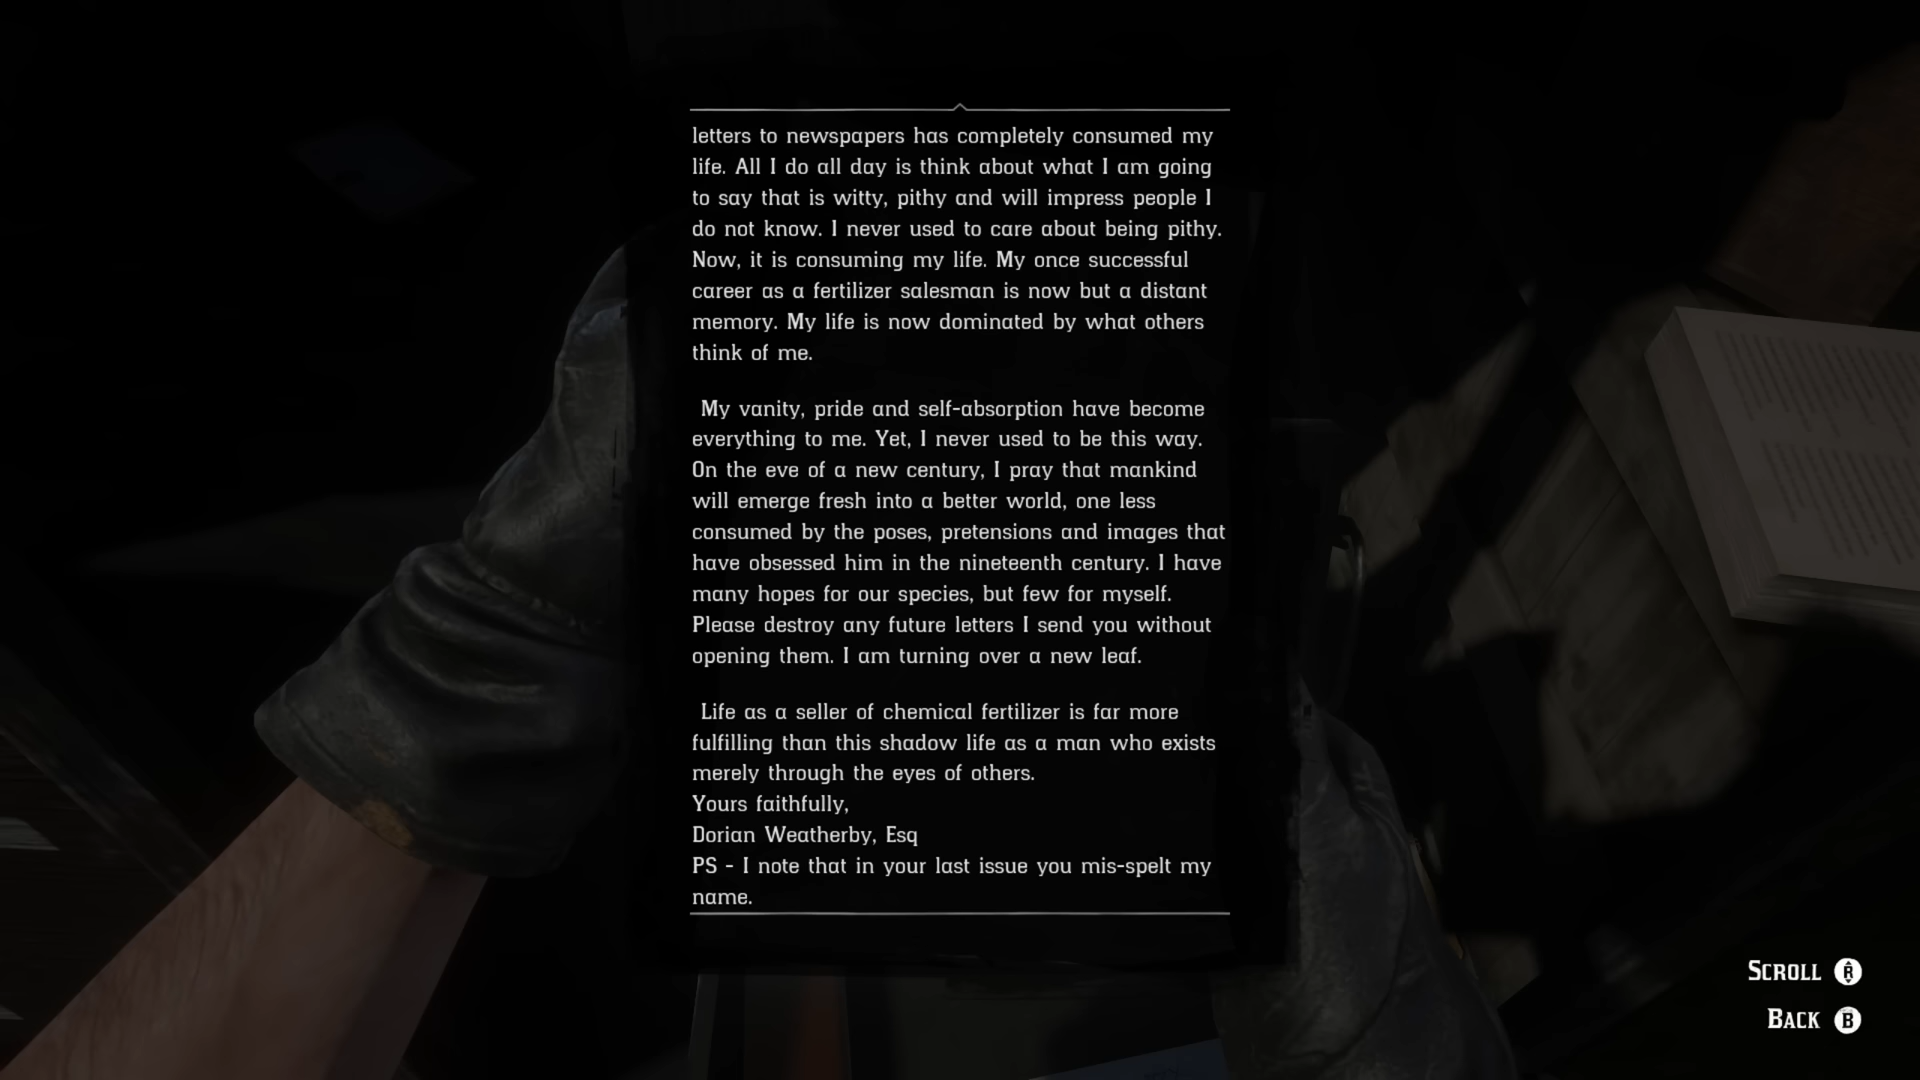 letters to newspapers has completely consumed my
life. All I do all day is think about what I am going
to say that is witty, pithy and will impress people I
do not know. I never used to care about being pithy.
Now, it is consuming my life. My once successful
career as a fertilizer salesman is now but a distant
memory. My life is now dominated by what others
think of me.
My vanity, pride and self-absorption have become
everything to me. Yet, I never used to be this way.
On the eve of a new century, I pray that mankind
will emerge fresh into a better world, one less
consumed by the poses, pretensions and images that
have obsessed him in the nineteenth century. I have
many hopes for our species, but few for myself.
Please destroy any future letters I send you without
opening them. I am turning over a new leaf.
Life as a seller of chemical fertilizer is far more
fulfilling than this shadow life as a man who exists
merely through the eyes of others.
Yours faithfully,
Dorian Weatherby, Esq
PS - I note that in your last issue you mis-spelt my
name.
SCROLL R
BACK B